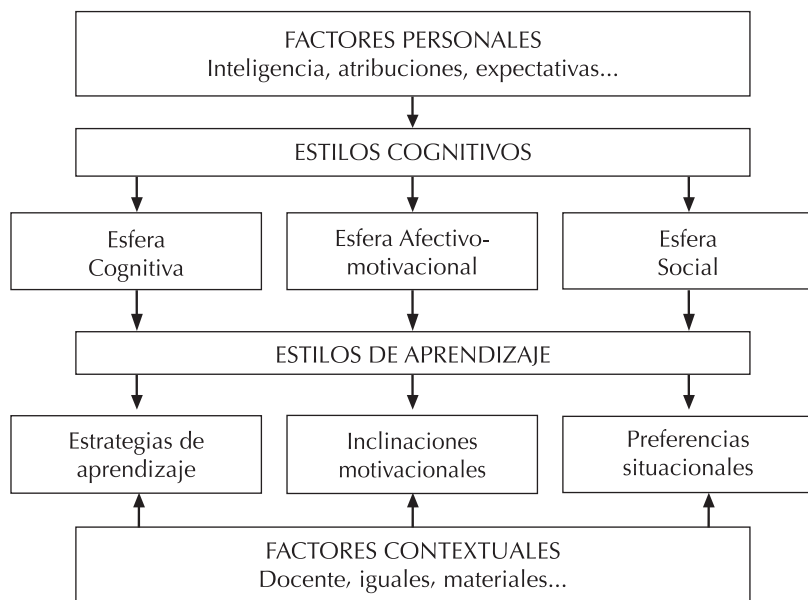 FACTORES PERSONALES
Inteligencia, atribuciones, expectativas...
ESTILOS COGNITIVOS
Esfera
Cognitiva
Esfera Afectivo-
motivacional
Esfera
Social
ESTILOS DE APRENDIZAJE
Estrategias de
aprendizaje
Inclinaciones
motivacionales
Preferencias
situacionales
FACTORES CONTEXTUALES
Docente, iguales, materiales...